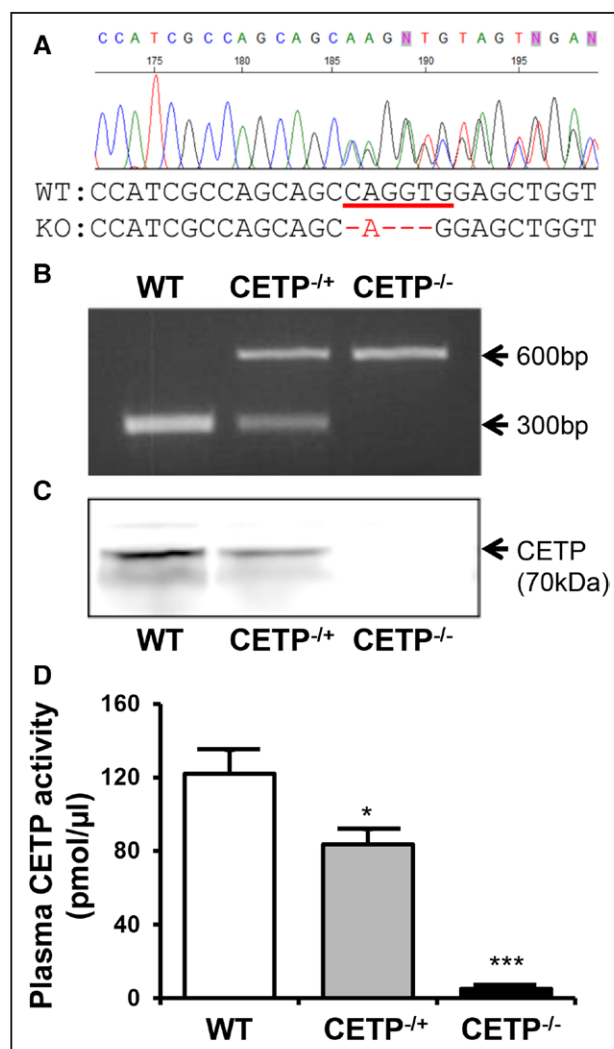 A
C C A T C G C C A G C A G C A A G N T G T A G T N G A N
175 180 185 190 195
WT:CCATCGCCAGCAGCCAGGTGGAGCTGGT
KO:CCATCGCCAGCAGC-A---GGAGCTGGT
B
WT CETP-/+ CETP-/-
600bp
300bp
C
CETP
(70kDa)
WT CETP-/+ CETP-/-
D
Plasma CETP activity
(pmol/µl)
160
120
80
40
0
*
***
WT CETP-/+ CETP-/-